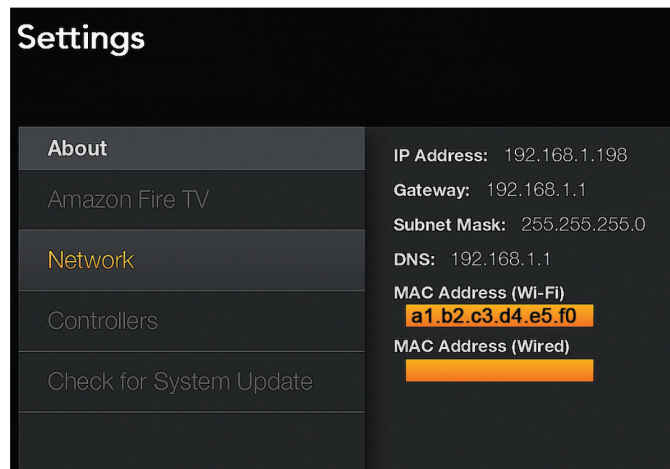 Settings
About
Amazon Fire TV
Network
Controllers
Check for System Update
IP Address: 192.168.1.198
Gateway: 192.168.1.1
Subnet Mask: 255.255.255.0
DNS: 192.168.1.1
MAC Address (Wi-Fi)
a1.b2.c3.d4.e5.f0
MAC Address (Wired)